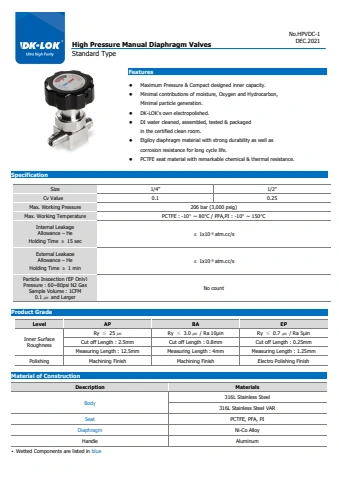 DK-LOK®
Ultra High Purity
No.HPVDC-1
DEC.2021
High Pressure Manual Diaphragm Valves
Standard Type
Features
● Maximum Pressure & Compact designed inner capacity.
● Minimal contributions of moisture, Oxygen and Hydrocarbon,
Minimal particle generation.
● DK-LOK's own electropolished.
● DI water cleaned, assembled, tested & packaged
in the certified clean room.
● Elgiloy diaphragm material with strong durability as well as
corrosion resistance for long cycle life.
● PCTFE seat material with remarkable chemical & thermal resistance.
Specification
Size 1/4" 1/2"
Cv Value 0.1 0.25
Max. Working Pressure 206 bar (3,000 psig)
Max. Working Temperature PCTFE : -10° ~ 80℃ / PFA,PI : -10° ~ 150℃
Internal Leakage
Allowance – He
Holding Time ≥ 15 sec
≤ 1x10⁻⁹ atm.cc/s
External Leakage
Allowance – He
Holding Time ≥ 1 min
≤ 1x10⁻⁹ atm.cc/s
Particle Inspection (EP Only)
Pressure : 60~80psi N2 Gas
Sample Volume : 1CFM
0.1 ㎛ and Larger
No count
Product Grade
Level AP BA EP
Inner Surface
Roughness
Ry ≤ 25 ㎛ Ry ≤ 3.0 ㎛ / Ra 10μin Ry ≤ 0.7 ㎛ / Ra 5μin
Cut off Length : 2.5mm Cut off Length : 0.8mm Cut off Length : 0.25mm
Measuring Length : 12.5mm Measuring Length : 4mm Measuring Length : 1.25mm
Polishing Machining Finish Machining Finish Electro Polishing Finish
Material of Construction
Description Materials
Body
316L Stainless Steel
316L Stainless Steel VAR
Seat PCTFE, PFA, PI
Diaphragm Ni-Co Alloy
Handle Aluminum
• Wetted Components are listed in blue